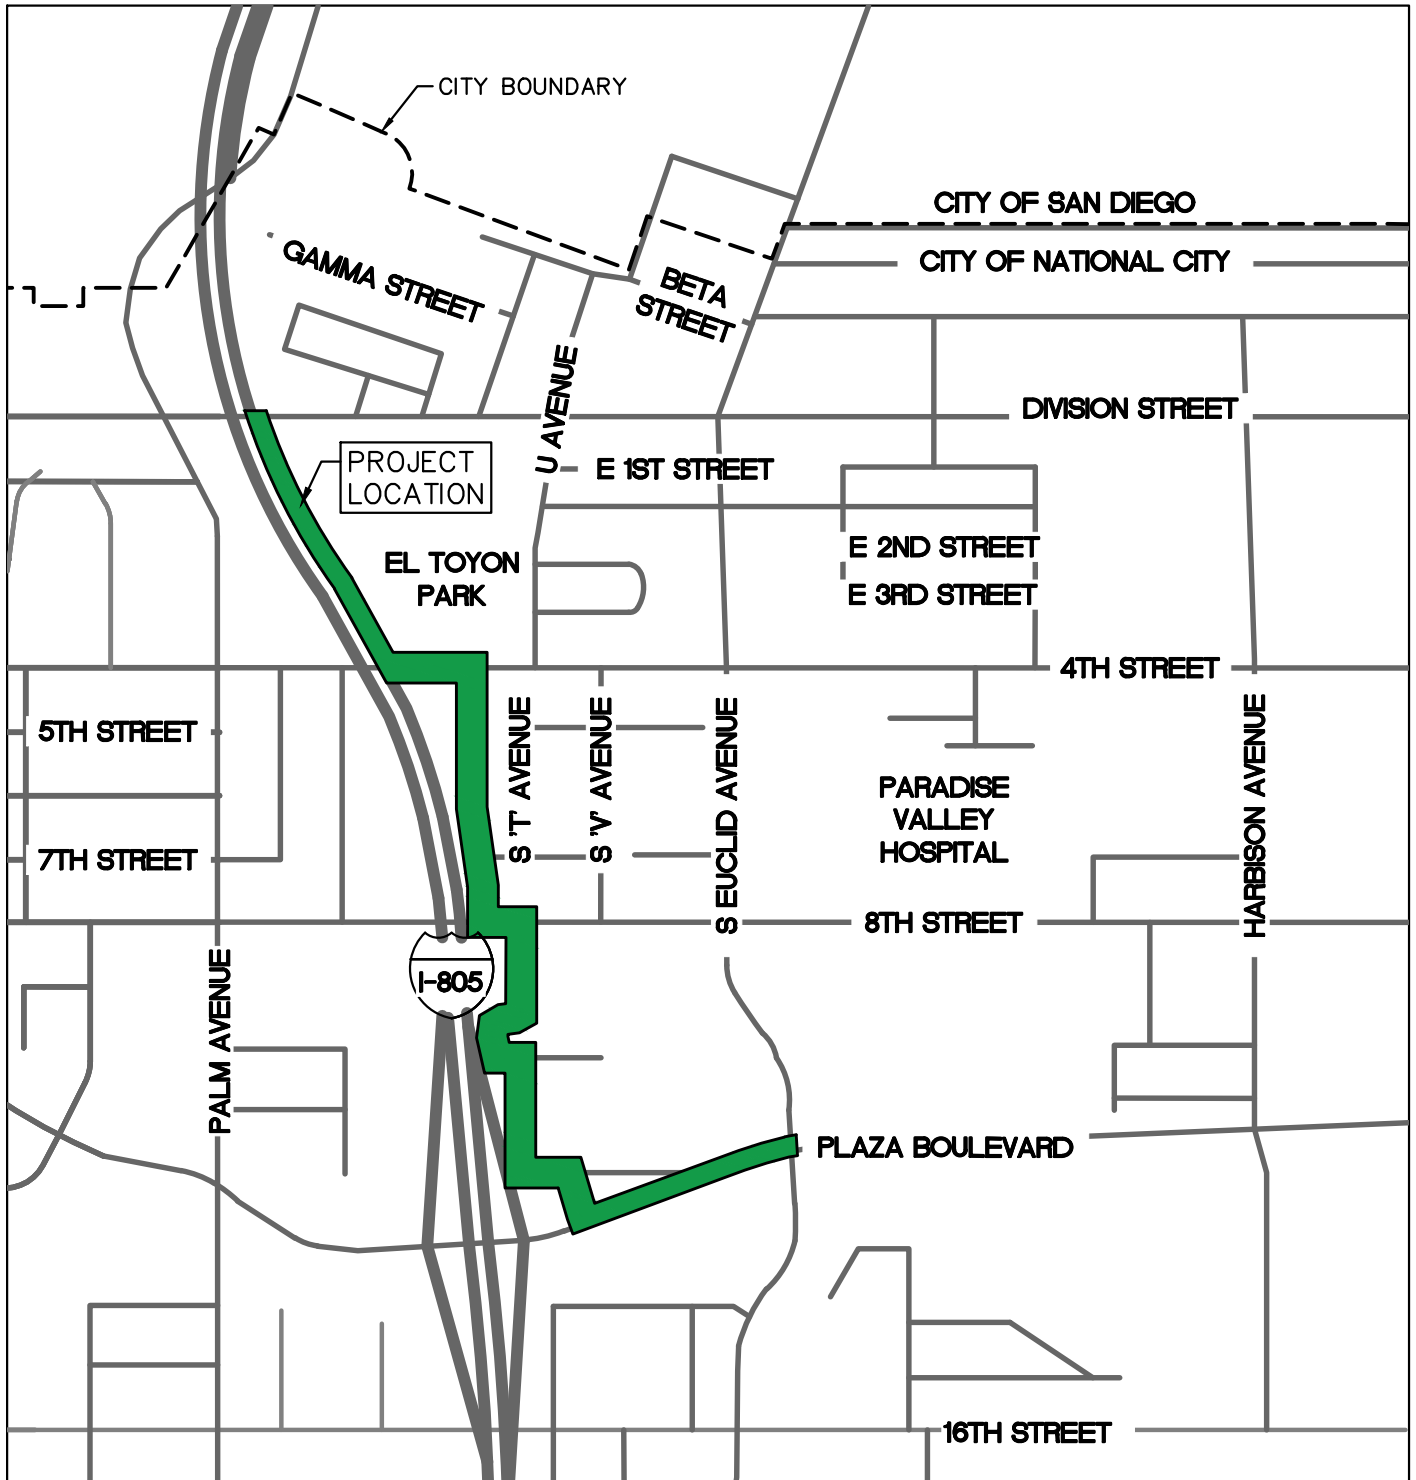 CITY BOUNDARY
CITY OF SAN DIEGO
CITY OF NATIONAL CITY
GAMMA STREET
BETA
STREET
U AVENUE
DIVISION STREET
PROJECT
LOCATION
E 1ST STREET
EL TOYON
PARK
E 2ND STREET
E 3RD STREET
4TH STREET
5TH STREET
S 'T' AVENUE
S 'V' AVENUE
S EUCLID AVENUE
HARBISON AVENUE
PARADISE
VALLEY
HOSPITAL
7TH STREET
8TH STREET
I-805
PALM AVENUE
PLAZA BOULEVARD
16TH STREET